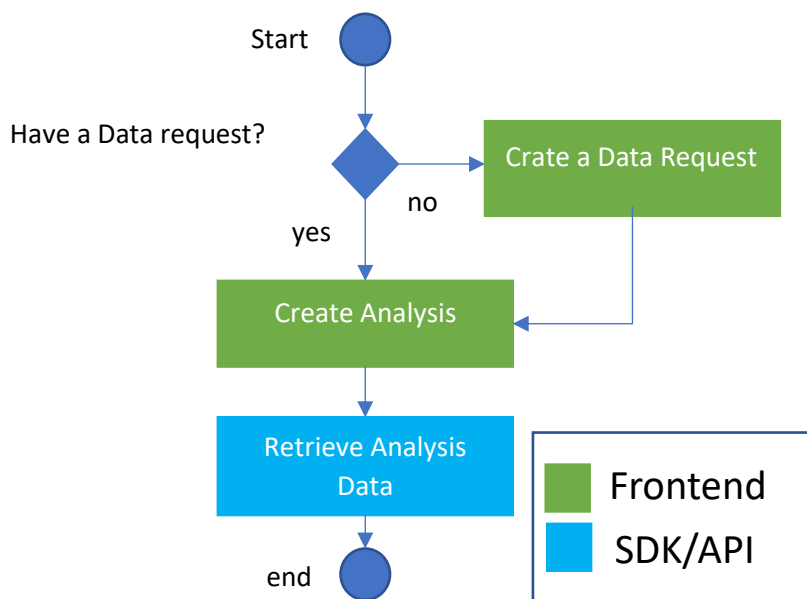 Start
Have a Data request?
Crate a Data Request
no
yes
Create Analysis
Retrieve Analysis
Data
end
Frontend
SDK/API